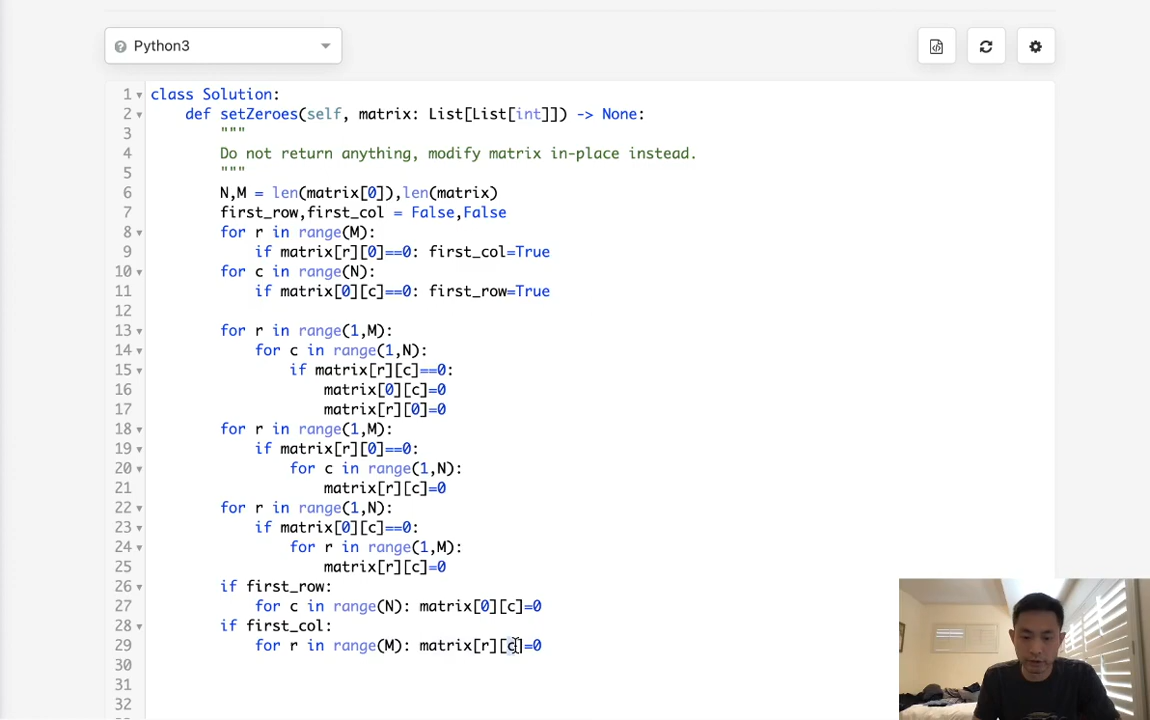 Python3
1 class Solution:
2 def setZeroes(self, matrix: List[List[int]]) -> None:
3 """
4 Do not return anything, modify matrix in-place instead.
5 """
6 N,M = len(matrix[0]),len(matrix)
7 first_row,first_col = False,False
8 for r in range(M):
9 if matrix[r][0]==0: first_col=True
10 for c in range(N):
11 if matrix[0][c]==0: first_row=True
12
13 for r in range(1,M):
14 for c in range(1,N):
15 if matrix[r][c]==0:
16 matrix[0][c]=0
17 matrix[r][0]=0
18 for r in range(1,M):
19 if matrix[r][0]==0:
20 for c in range(1,N):
21 matrix[r][c]=0
22 for r in range(1,N):
23 if matrix[0][c]==0:
24 for r in range(1,M):
25 matrix[r][c]=0
26 if first_row:
27 for c in range(N): matrix[0][c]=0
28 if first_col:
29 for r in range(M): matrix[r][c]=0
30
31
32